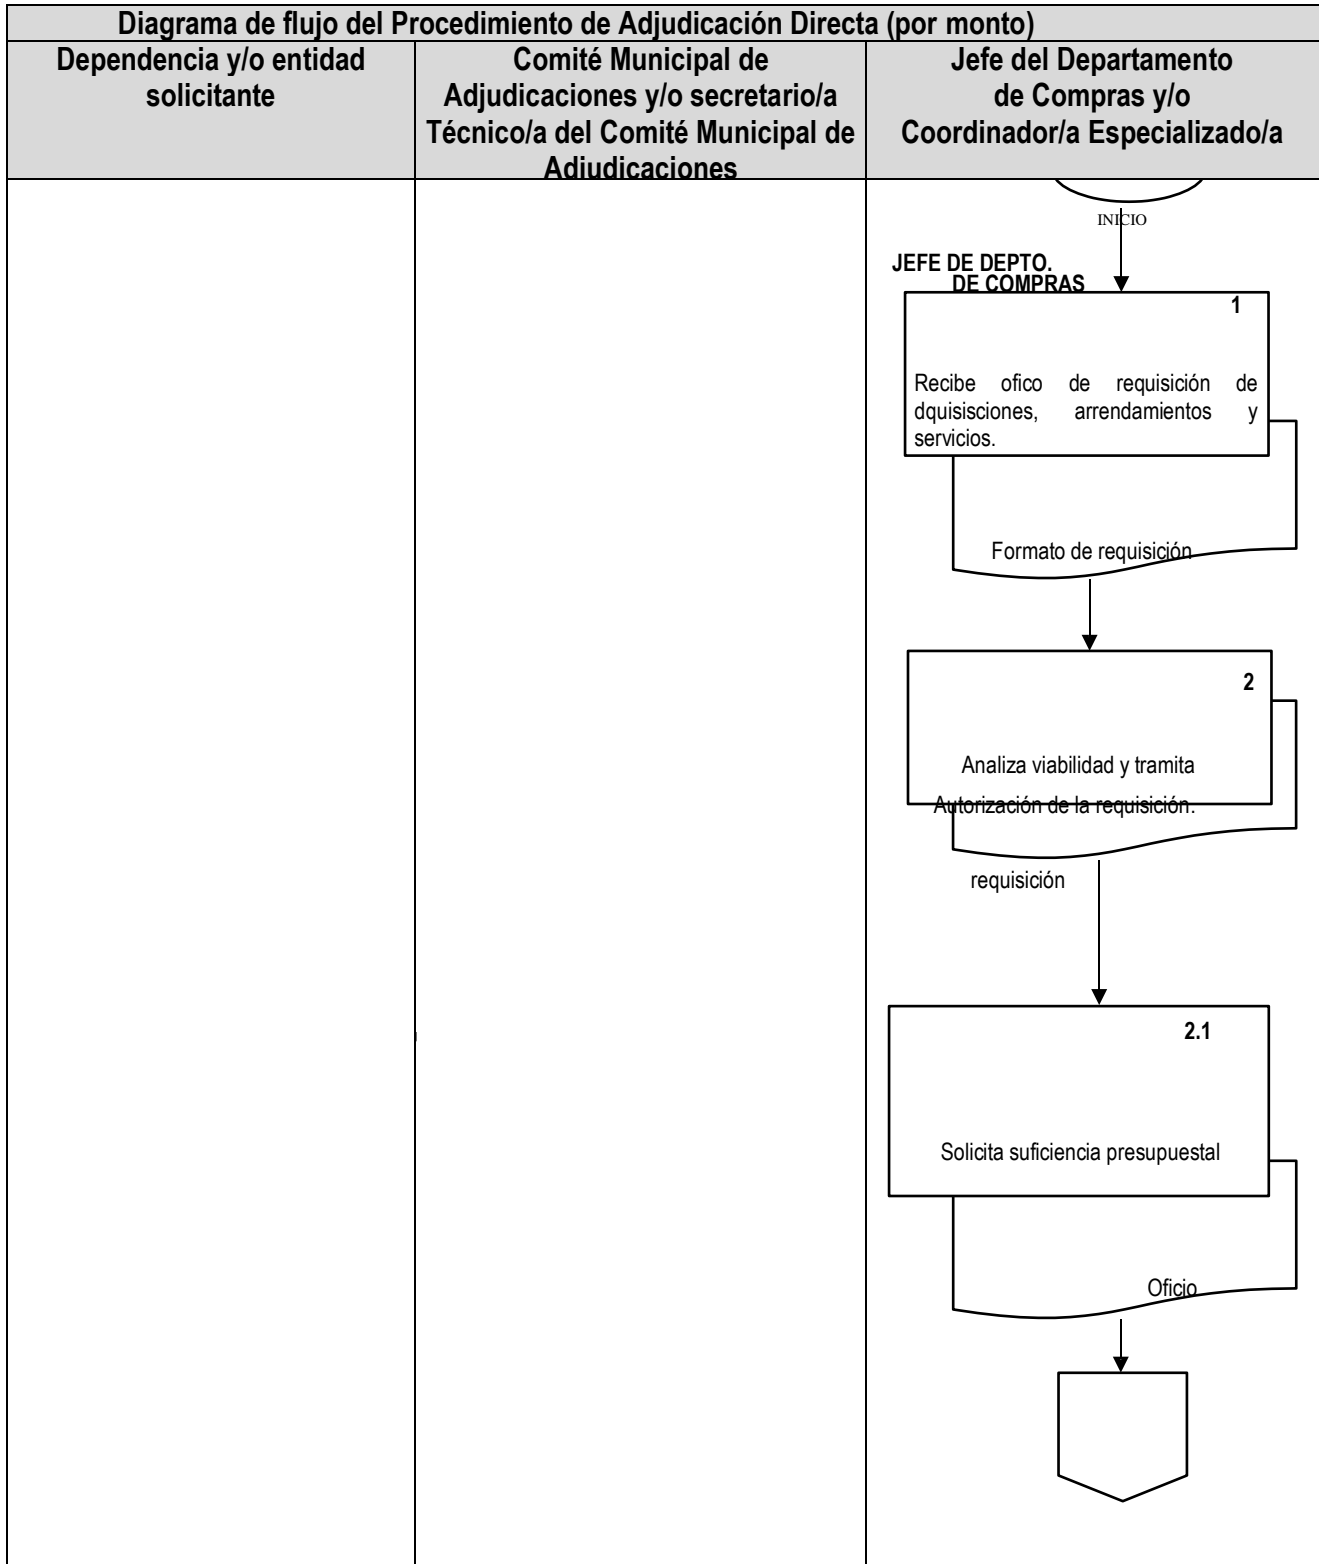 Diagrama de flujo del Procedimiento de Adjudicación Directa (por monto)
Dependencia y/o entidad
solicitante
Comité Municipal de
Adjudicaciones y/o secretario/a
Técnico/a del Comité Municipal de
Adjudicaciones
Jefe del Departamento
de Compras y/o
Coordinador/a Especializado/a
INICIO
JEFE DE DEPTO.
DE COMPRAS
1
Recibe ofico de requisición de
dquisisciones, arrendamientos y
servicios.
Formato de requisición
2
Analiza viabilidad y tramita
Autorización de la requisición.
requisición
2.1
Solicita suficiencia presupuestal
Oficio